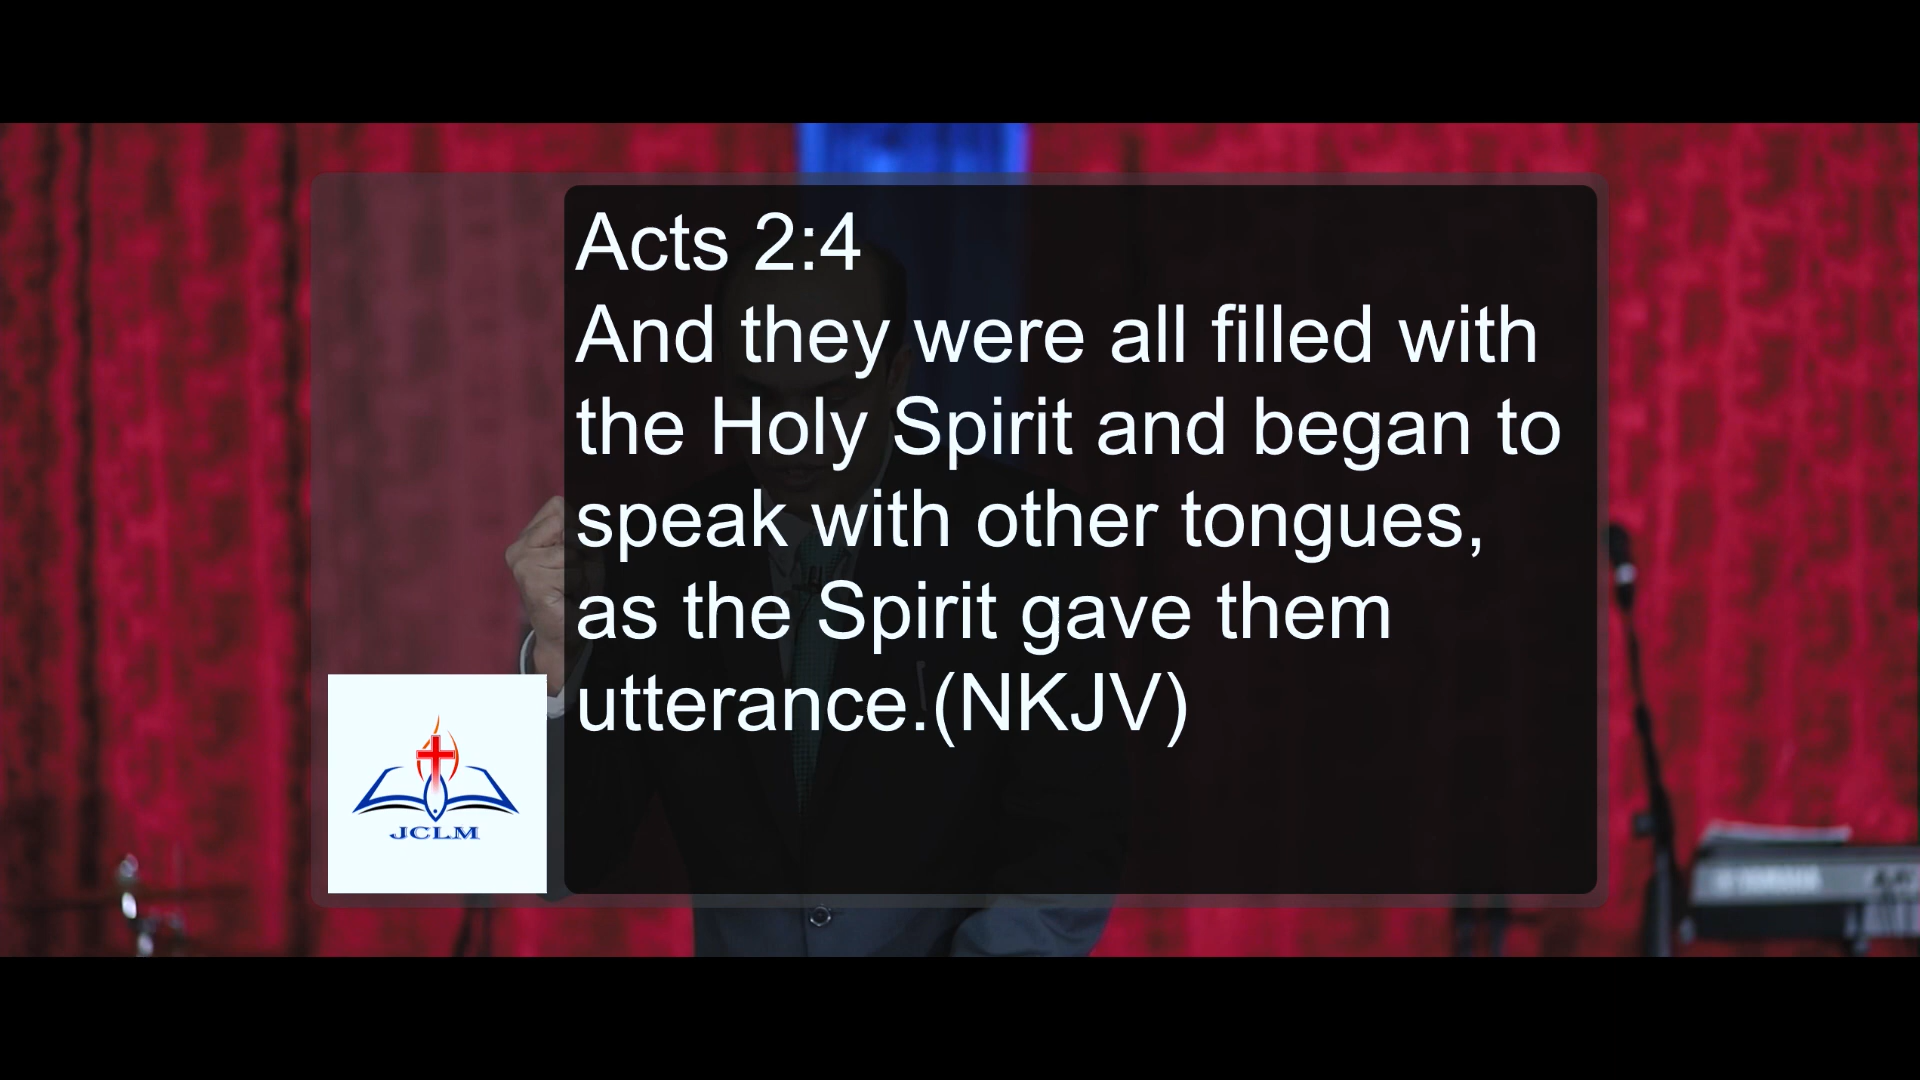 Acts 2:4
And they were all filled with
the Holy Spirit and began to
speak with other tongues,
as the Spirit gave them
utterance.(NKJV)
JCLM
YAMAHA